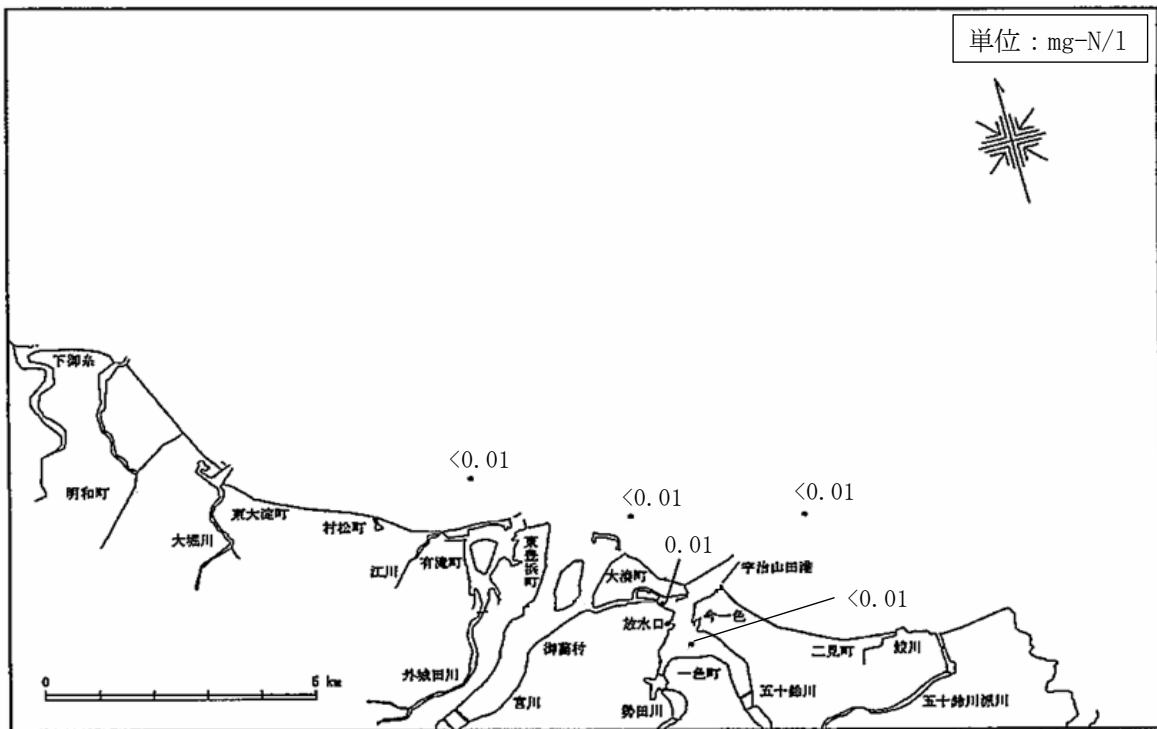 単位：mg-N/l
下御糸
<0.01
明和町
<0.01
<0.01
東大淀町
村松町
大堀川
0.01
江川
有滝町
東豊浜町
大湊町
宇治山田港
<0.01
放水口
今一色
御薗村
二見町
鮫川
外城田川
一色町
0 6 km
宮川
勢田川
五十鈴川
五十鈴川派川